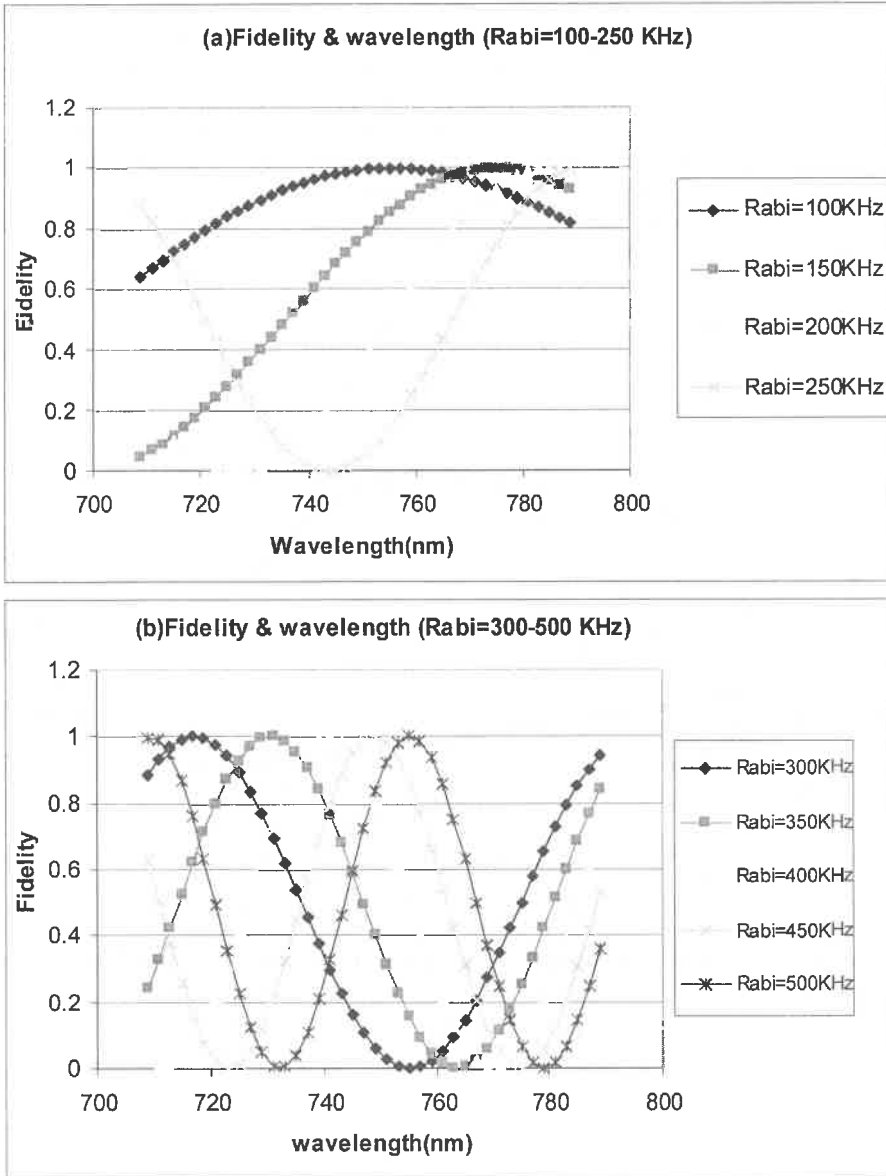 (a)Fidelity & wavelength (Rabi=100-250 KHz)
1.2
1
0.8
0.6
0.4
0.2
0
Fidelity
700 720 740 760 780 800
Wavelength(nm)
Rabi=100KHz
Rabi=150KHz
Rabi=200KHz
Rabi=250KHz
(b)Fidelity & wavelength (Rabi=300-500 KHz)
1.2
1
0.8
0.6
0.4
0.2
0
Fidelity
700 720 740 760 780 800
wavelength(nm)
Rabi=300KHz
Rabi=350KHz
Rabi=400KHz
Rabi=450KHz
Rabi=500KHz